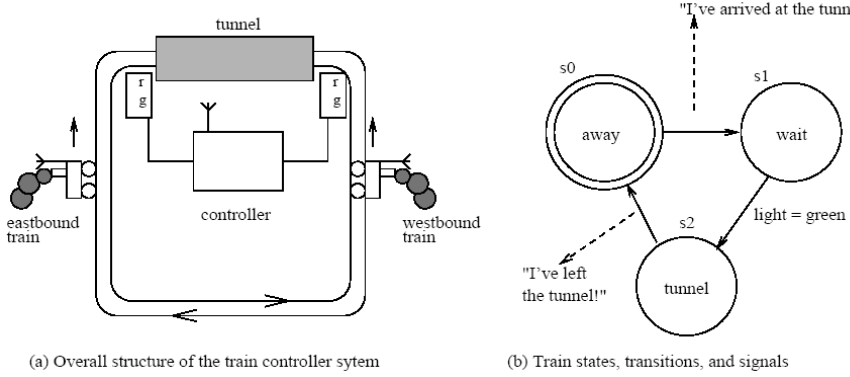 tunnel
r
g
r
g
controller
eastbound
train
westbound
train
(a) Overall structure of the train controller sytem
"I've arrived at the tunn
s0
s1
away
wait
light = green
s2
tunnel
"I've left
the tunnel!"
(b) Train states, transitions, and signals